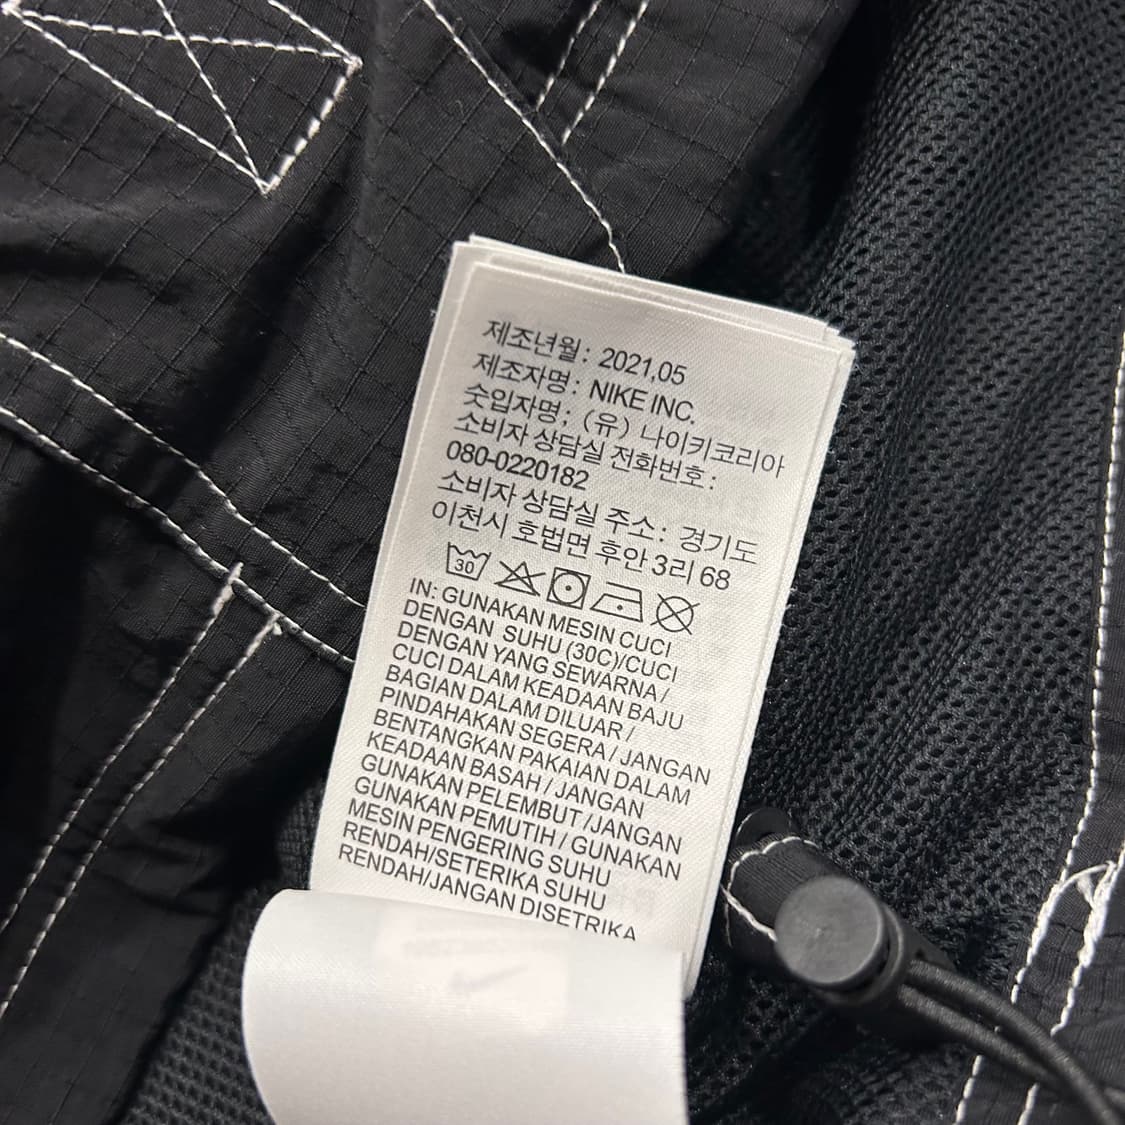 제조년월: 2021,05
제조자명: NIKE INC.
숫입자명; (유) 나이키코리아
소비자 상담실 전화번호:
080-0220182
소비자 상담실 주소: 경기도
이천시 호법면 후안 3리 68
30
IN: GUNAKAN MESIN CUCI
DENGAN SUHU (30C)/CUCI
DENGAN YANG SEWARNA/
CUCI DALAM KEADAAN BAJU
BAGIAN DALAM DILUAR/
PINDAHAKAN SEGERA/JANGAN
BENTANGKAN PAKAIAN DALAM
KEADAAN BASAH/JANGAN
GUNAKAN PELEMBUT/JANGAN
GUNAKAN PEMUTIH/GUNAKAN
MESIN PENGERING SUHU
RENDAH/SETERIKA SUHU
RENDAH/JANGAN DISETRIKA